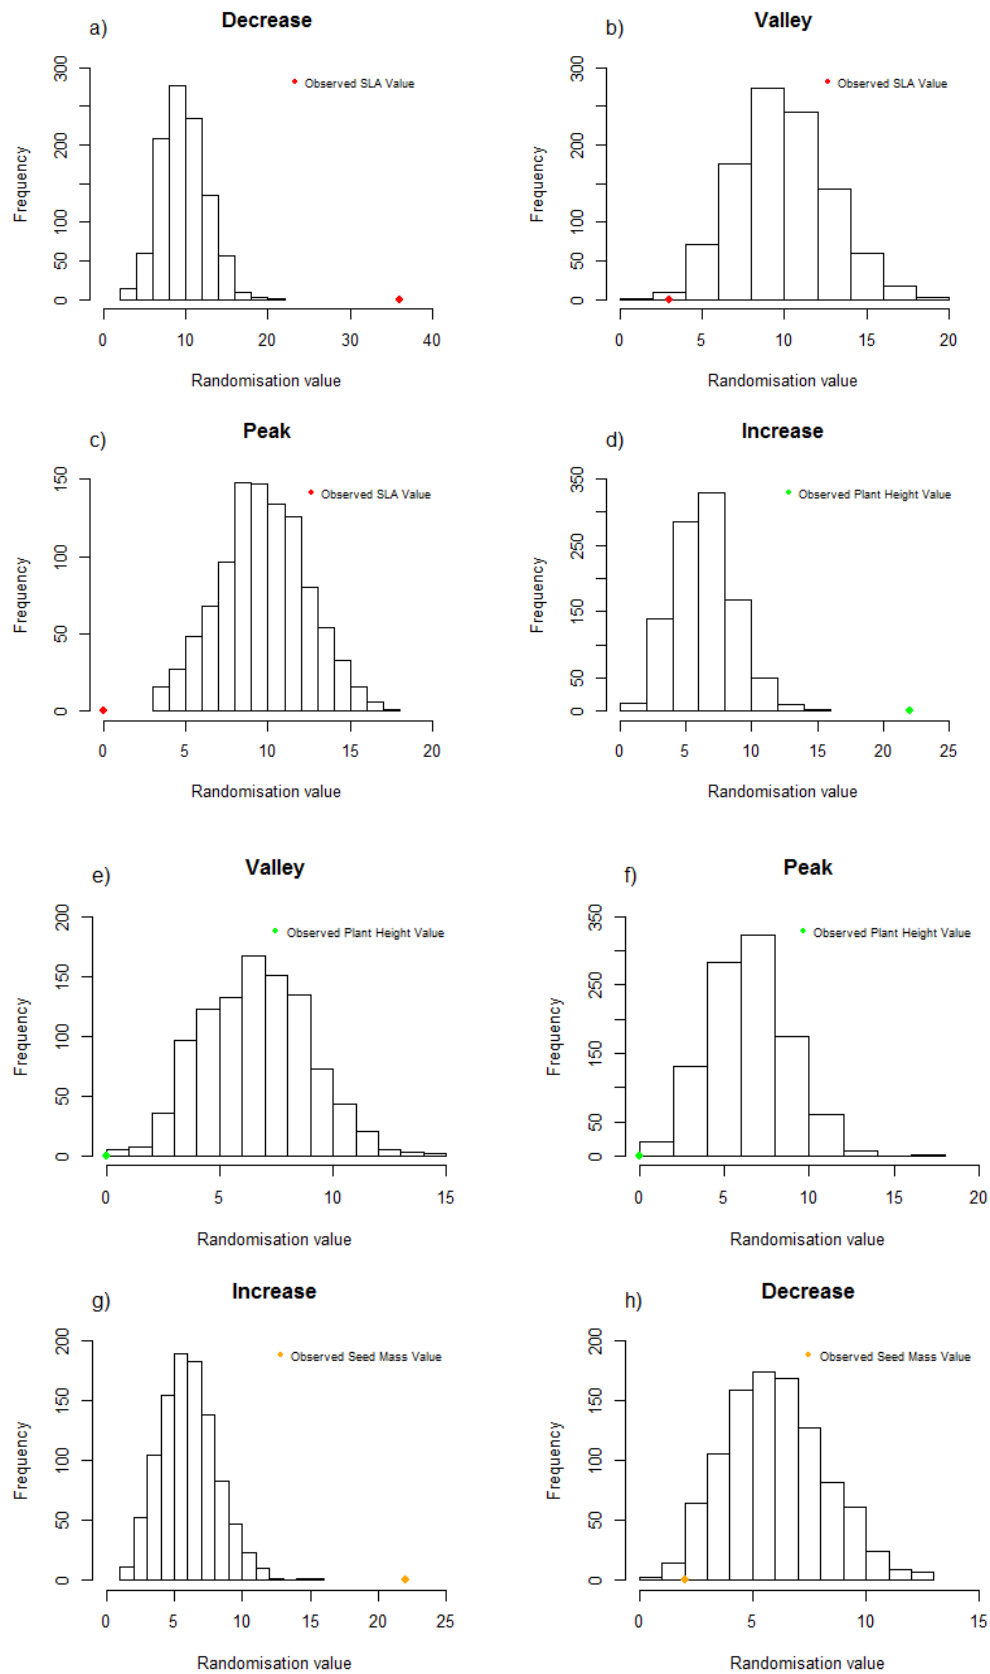 a) Decrease
Observed SLA Value
Frequency
0 50 100 200 300
0 10 20 30 40
Randomisation value
b) Valley
Observed SLA Value
Frequency
0 50 100 200 300
0 5 10 15 20
Randomisation value
c) Peak
Observed SLA Value
Frequency
0 50 100 150
0 5 10 15 20
Randomisation value
d) Increase
Observed Plant Height Value
Frequency
0 50 150 250 350
0 5 10 15 20 25
Randomisation value
e) Valley
Observed Plant Height Value
Frequency
0 50 100 150 200
0 5 10 15
Randomisation value
f) Peak
Observed Plant Height Value
Frequency
0 50 150 250 350
0 5 10 15 20
Randomisation value
g) Increase
Observed Seed Mass Value
Frequency
0 50 100 150 200
0 5 10 15 20 25
Randomisation value
h) Decrease
Observed Seed Mass Value
Frequency
0 50 100 150 200
0 5 10 15
Randomisation value